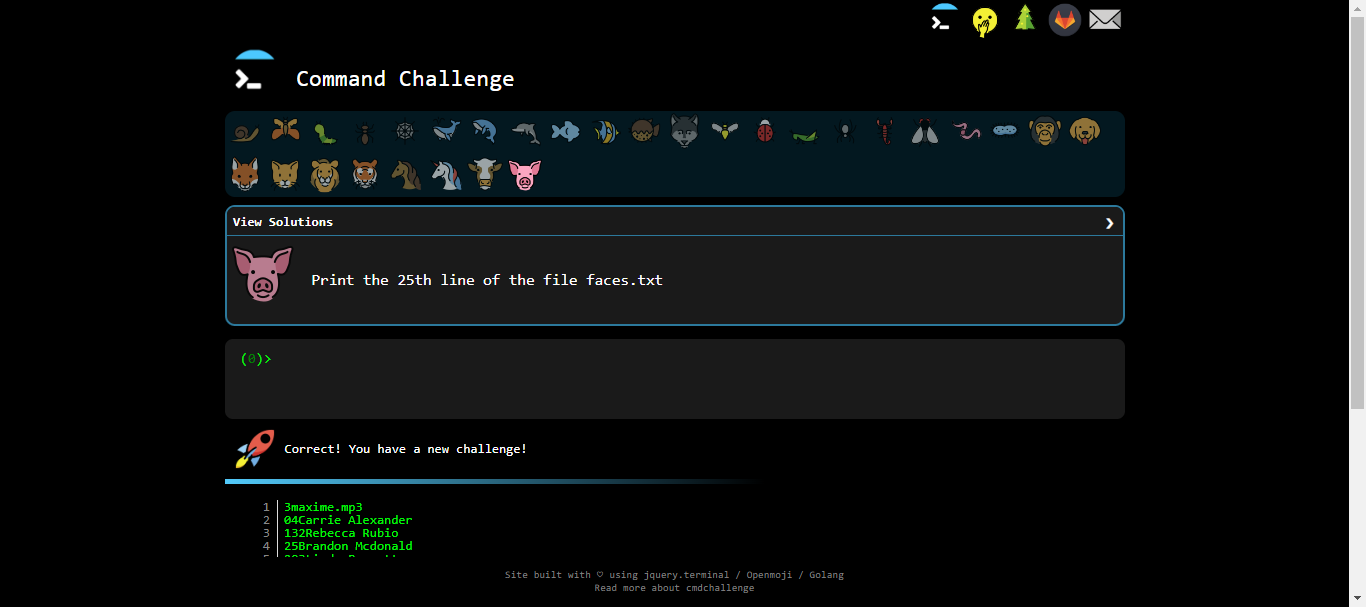 Command Challenge
View Solutions
Print the 25th line of the file faces.txt
(0)>
Correct! You have a new challenge!
1 3maxime.mp3
2 04Carrie Alexander
3 132Rebecca Rubio
4 25Brandon Mcdonald
Site built with ♡ using jquery.terminal / Openmoji / Golang
Read more about cmdchallenge